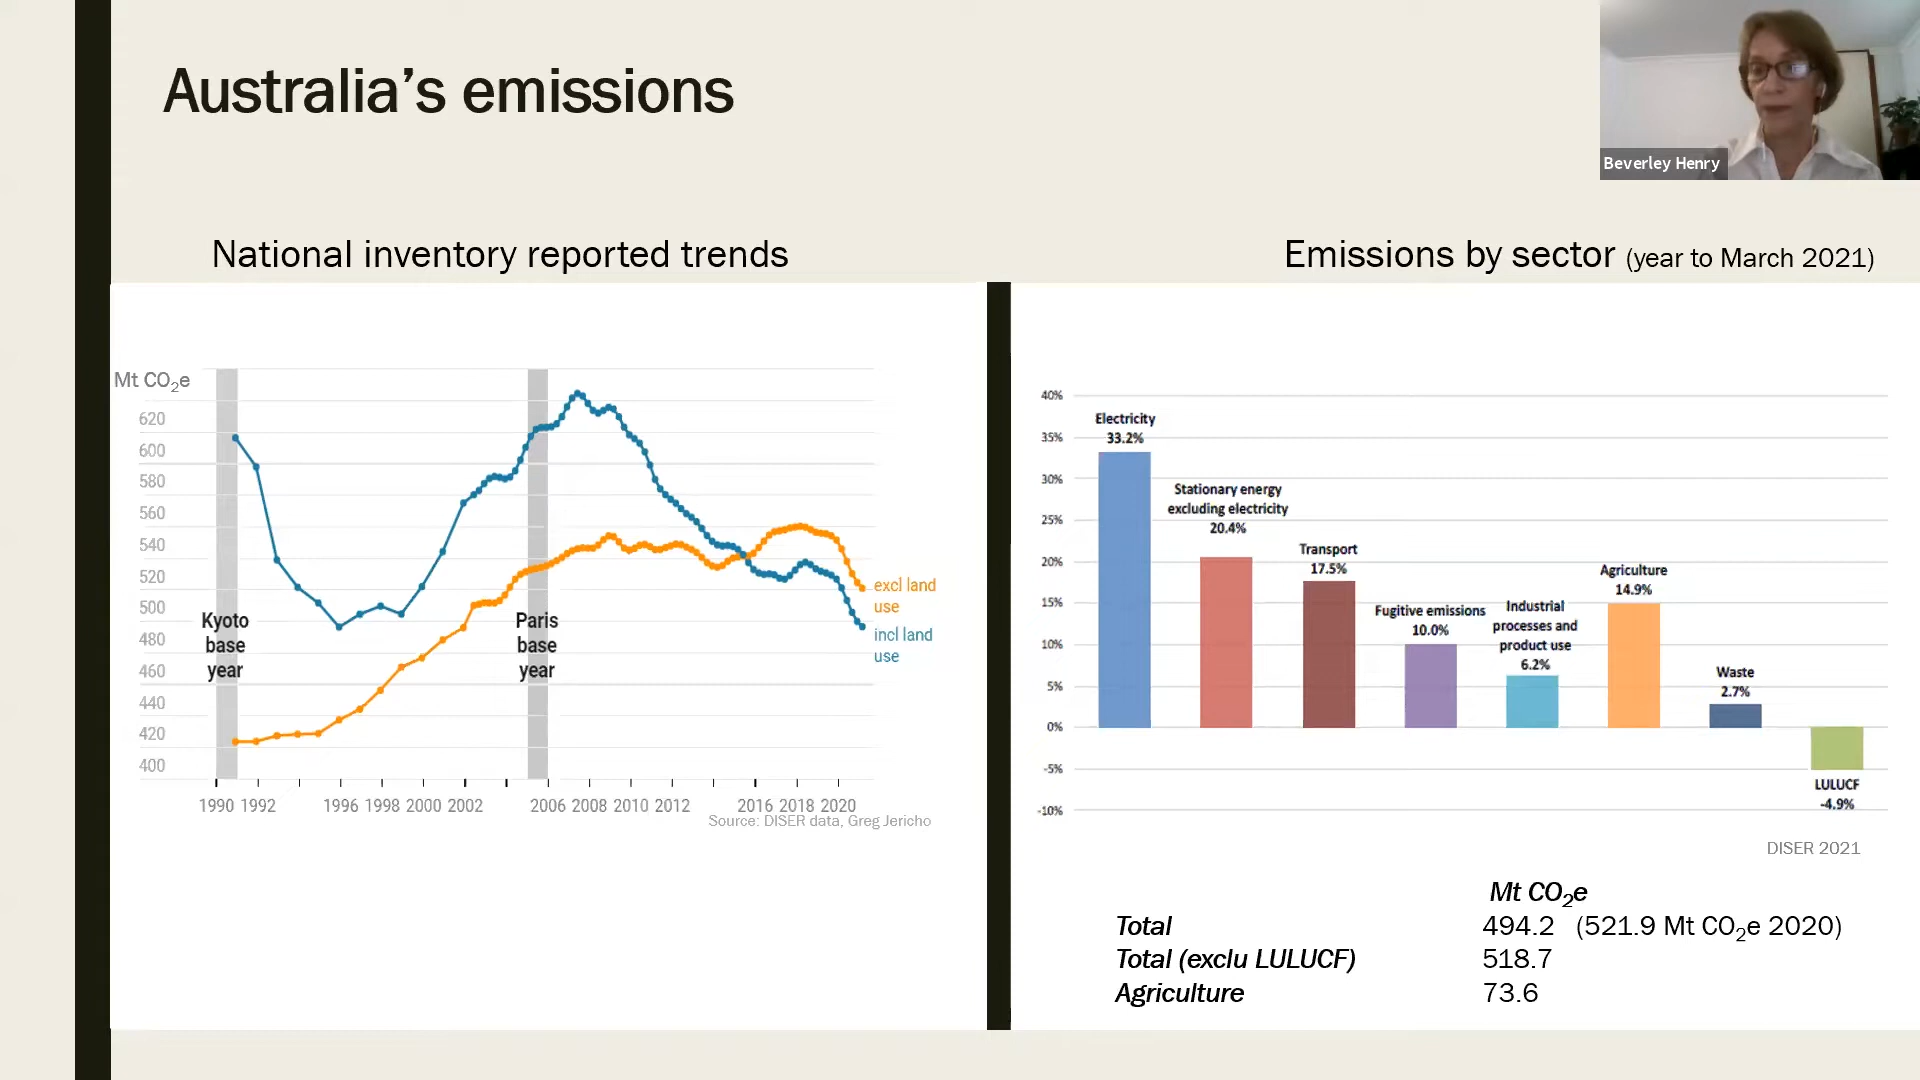 Australia's emissions
Beverley Henry
National inventory reported trends
Emissions by sector (year to March 2021)
Mt CO₂e
620
600
580
560
540
520
500
480
460
440
420
400
Kyoto
base
year
Paris
base
year
excl land
use
incl land
use
1990 1992 1996 1998 2000 2002 2006 2008 2010 2012 2016 2018 2020
Source: DISER data, Greg Jericho
40%
35%
30%
25%
20%
15%
10%
5%
0%
-5%
-10%
Electricity
33.2%
Stationary energy
excluding electricity
20.4%
Transport
17.5%
Fugitive emissions
10.0%
Industrial
processes and
product use
6.2%
Agriculture
14.9%
Waste
2.7%
LULUCF
-4.9%
DISER 2021
Mt CO₂e
Total 494.2 (521.9 Mt CO₂e 2020)
Total (exclu LULUCF) 518.7
Agriculture 73.6